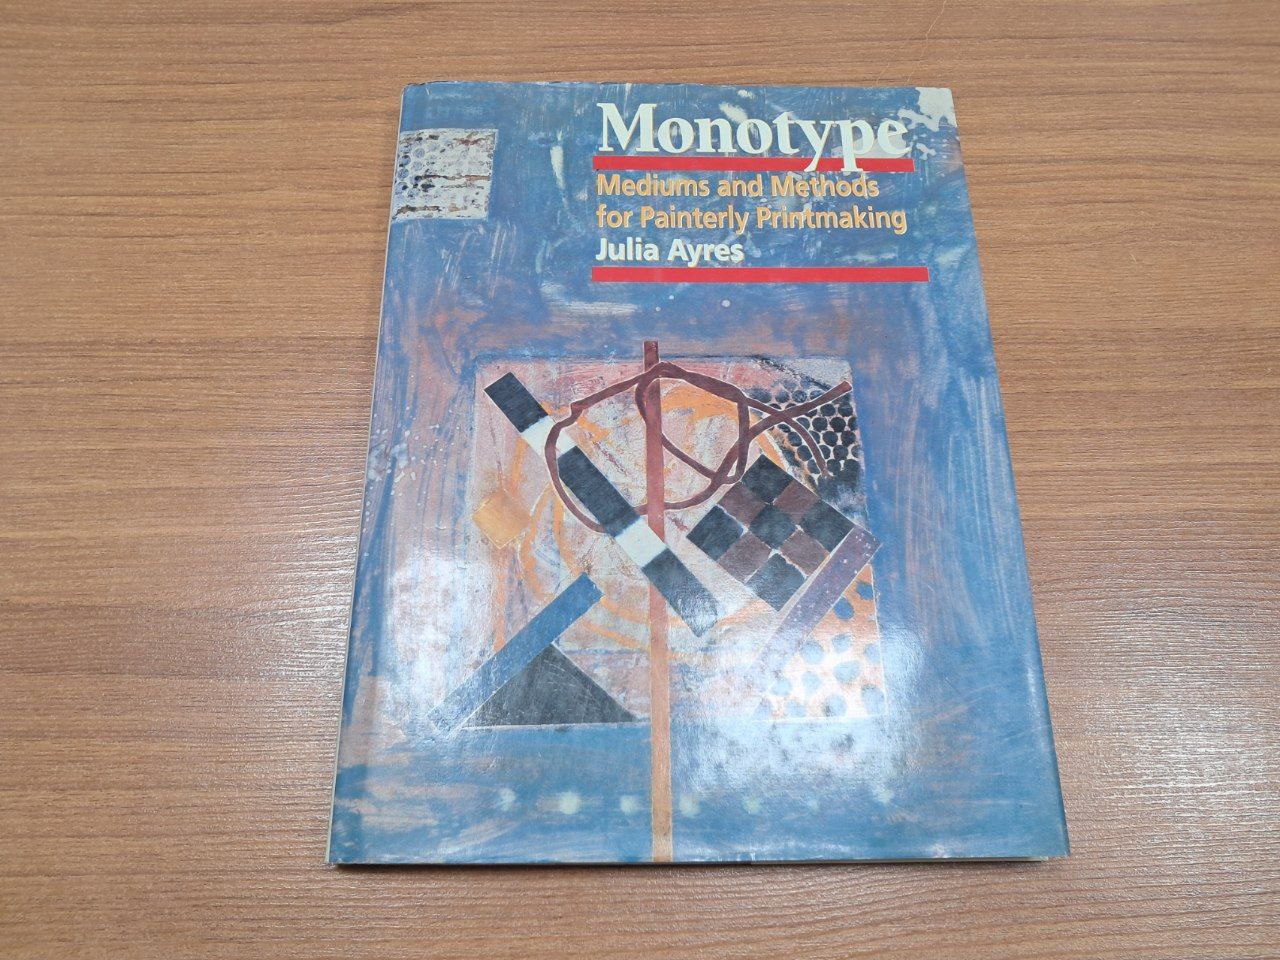 Monotype
Mediums and Methods
for Painterly Printmaking
Julia Ayres